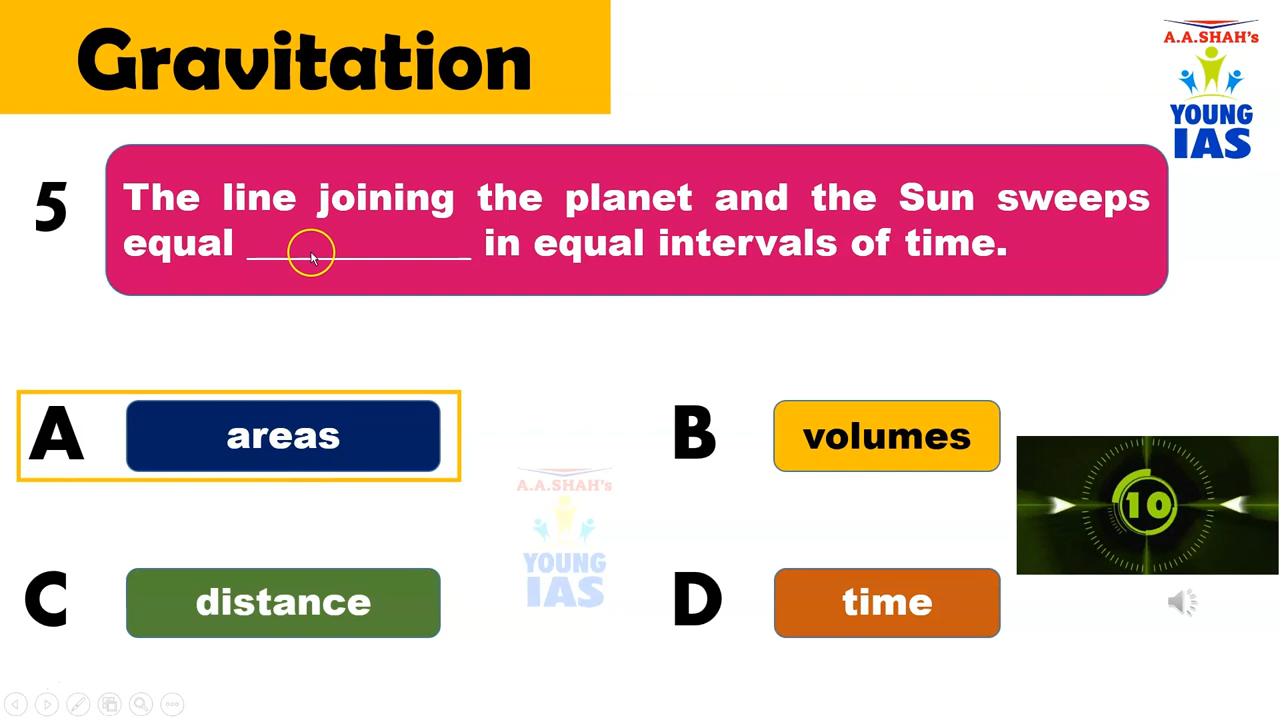 Gravitation
A.A.SHAH's
YOUNG
IAS
5
The line joining the planet and the Sun sweeps
equal ____________ in equal intervals of time.
A
areas
B
volumes
10
A.A.SHAH's
YOUNG
IAS
C
distance
D
time